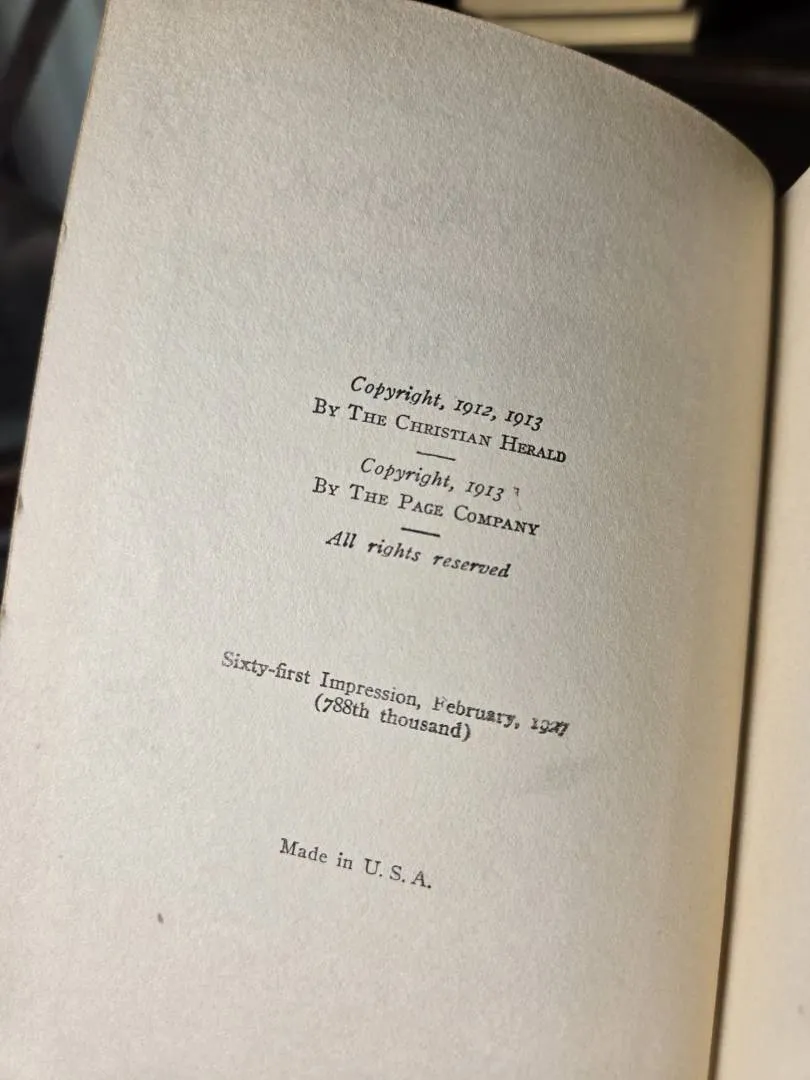 Copyright, 1912, 1913
By The Christian Herald
Copyright, 1913
By The Page Company
All rights reserved
Sixty-first Impression, February, 1927
(788th thousand)
Made in U. S. A.